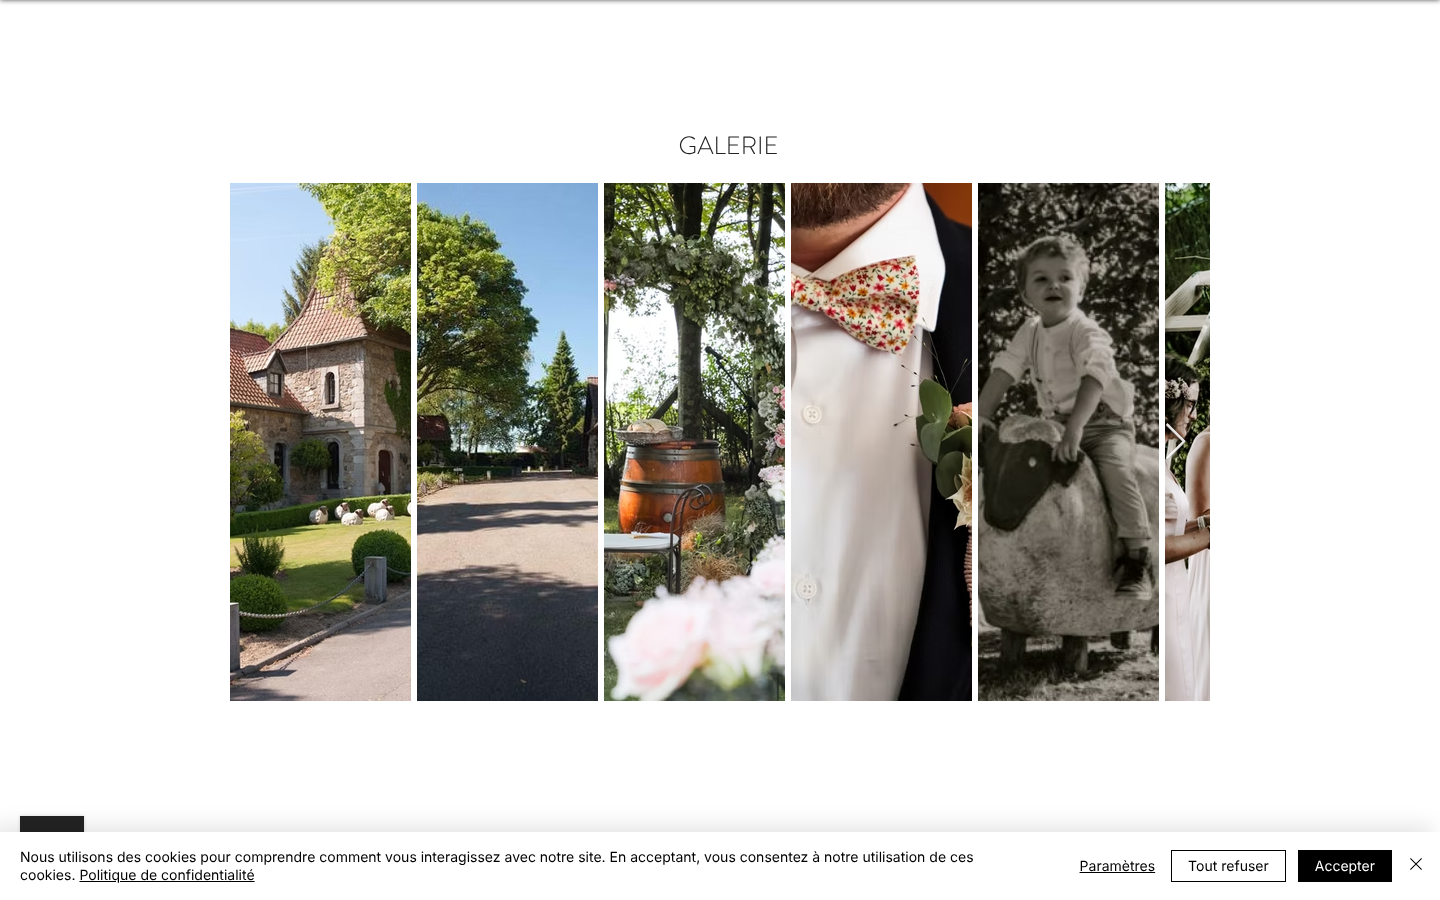 GALERIE
Nous utilisons des cookies pour comprendre comment vous interagissez avec notre site. En acceptant, vous consentez à notre utilisation de ces
cookies. Politique de confidentialité
Paramètres
Tout refuser
Accepter